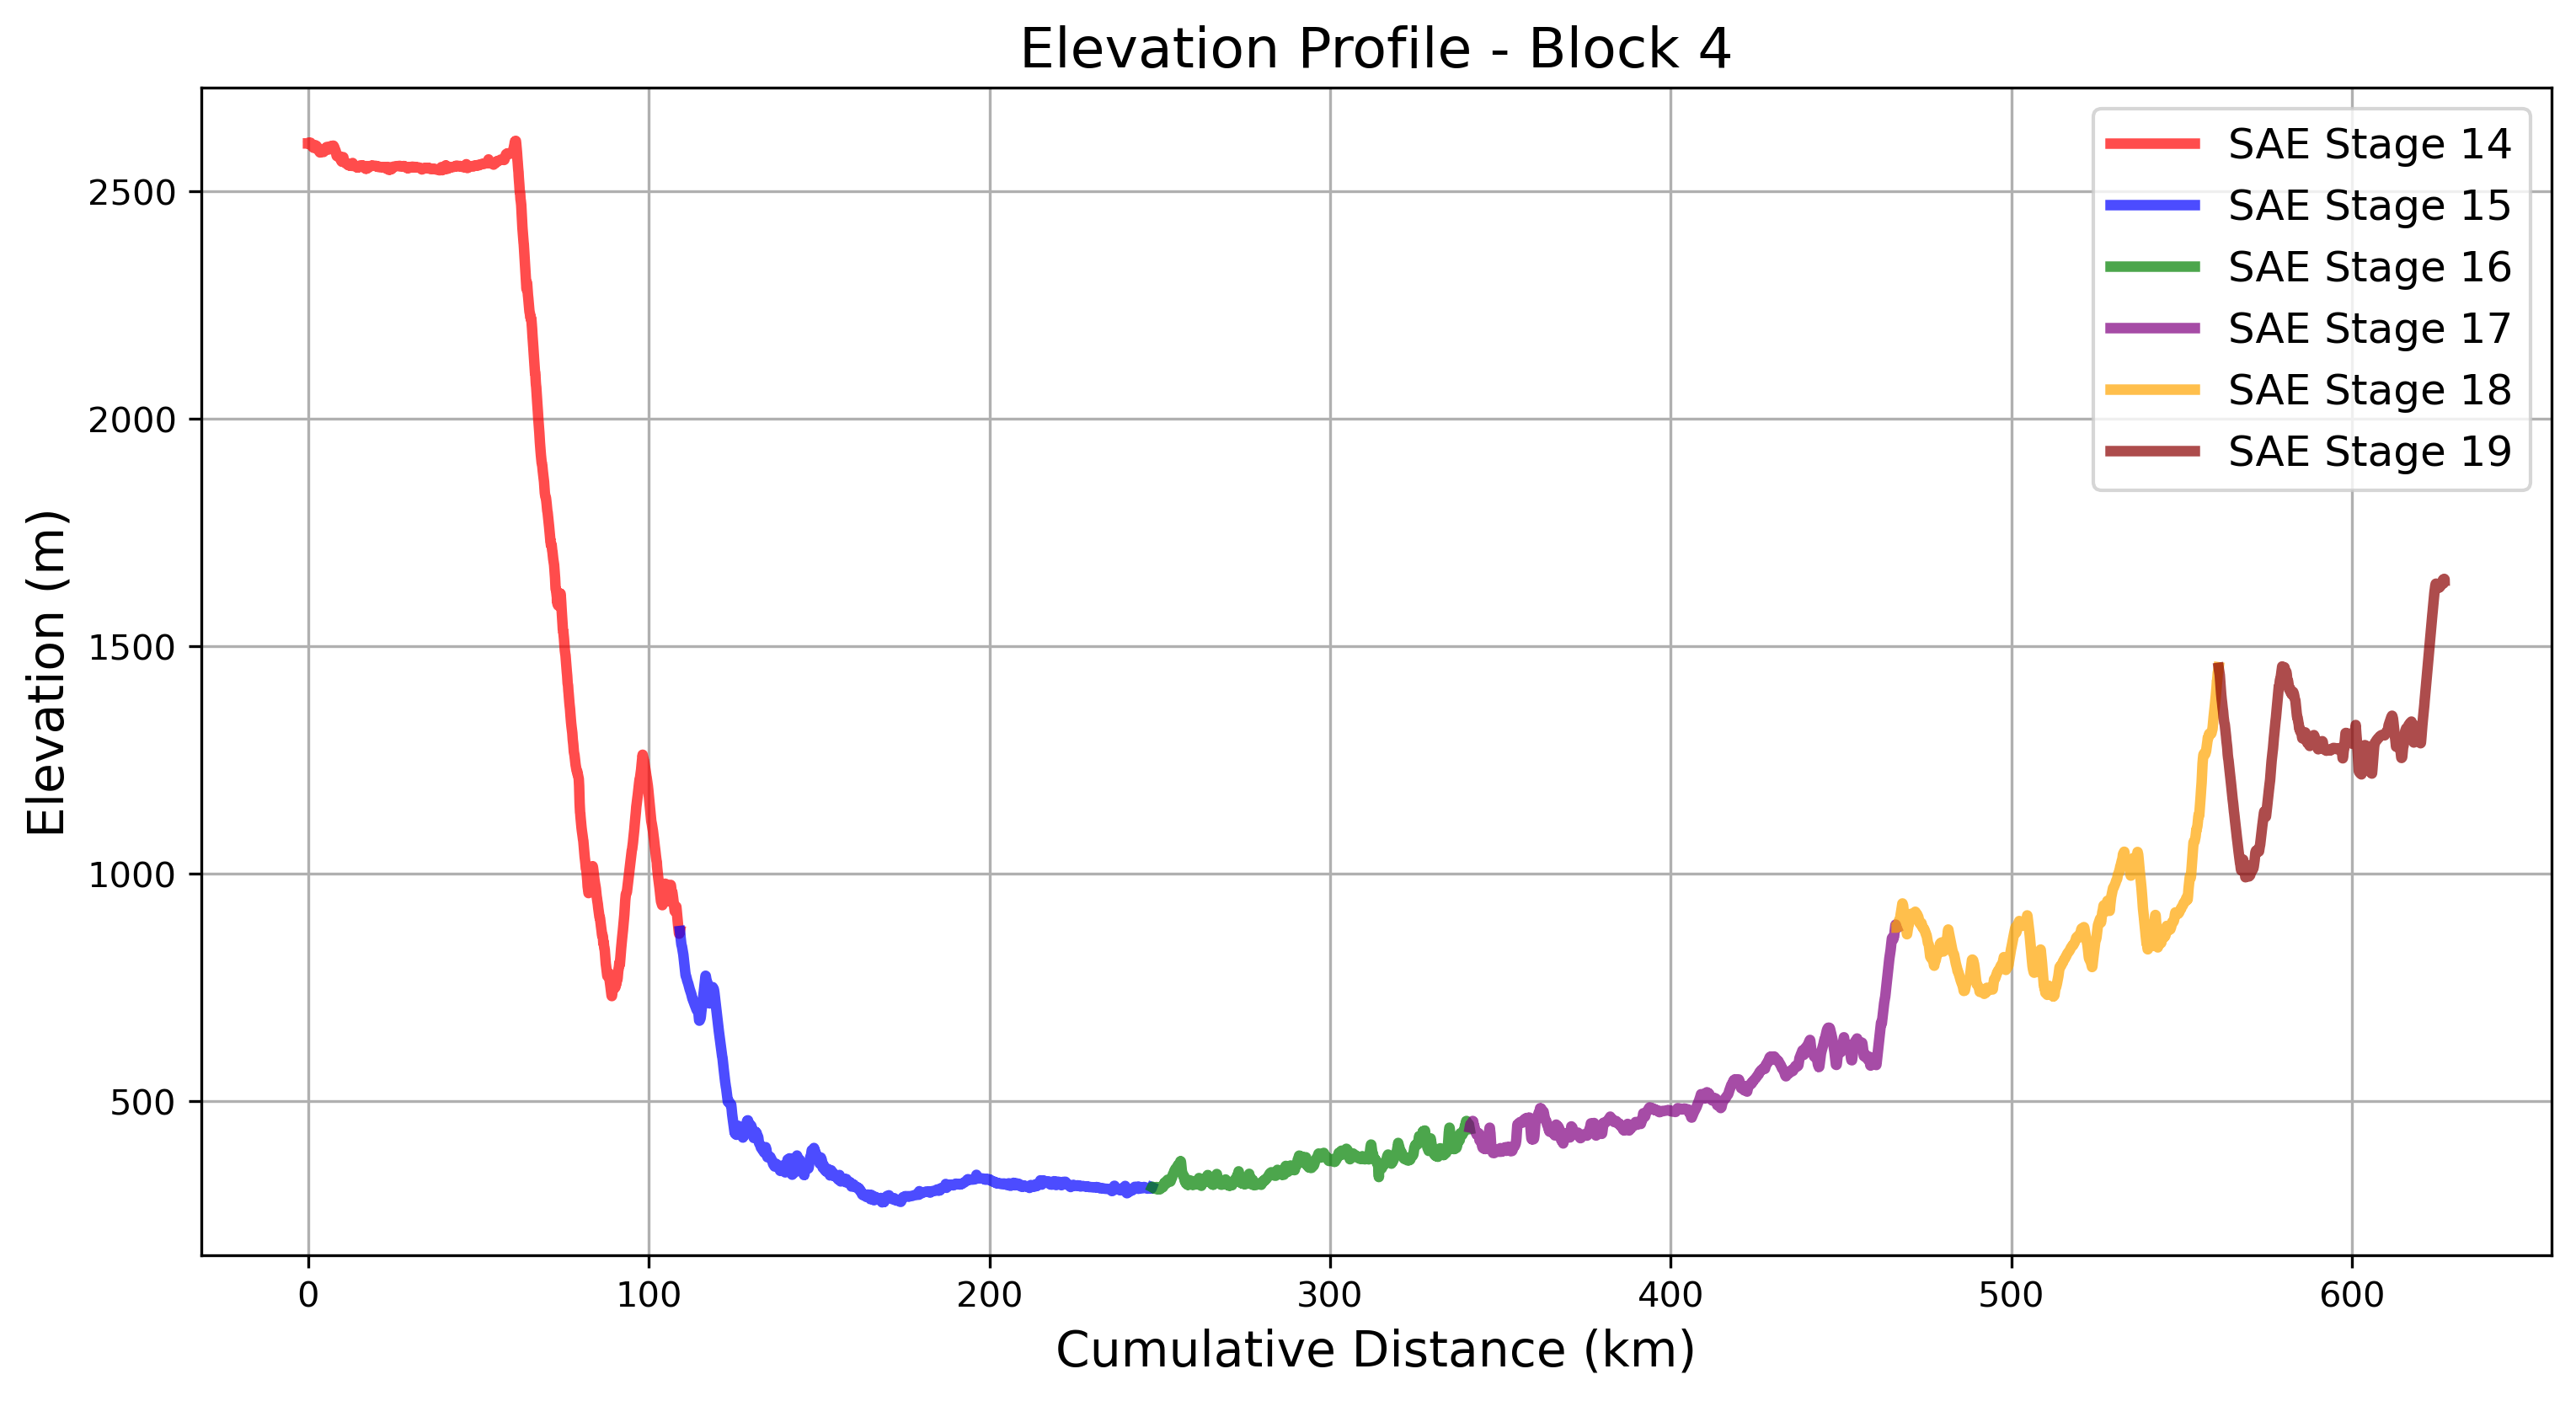 Elevation Profile - Block 4
Elevation (m)
2500
2000
1500
1000
500
SAE Stage 14
SAE Stage 15
SAE Stage 16
SAE Stage 17
SAE Stage 18
SAE Stage 19
0 100 200 300 400 500 600
Cumulative Distance (km)